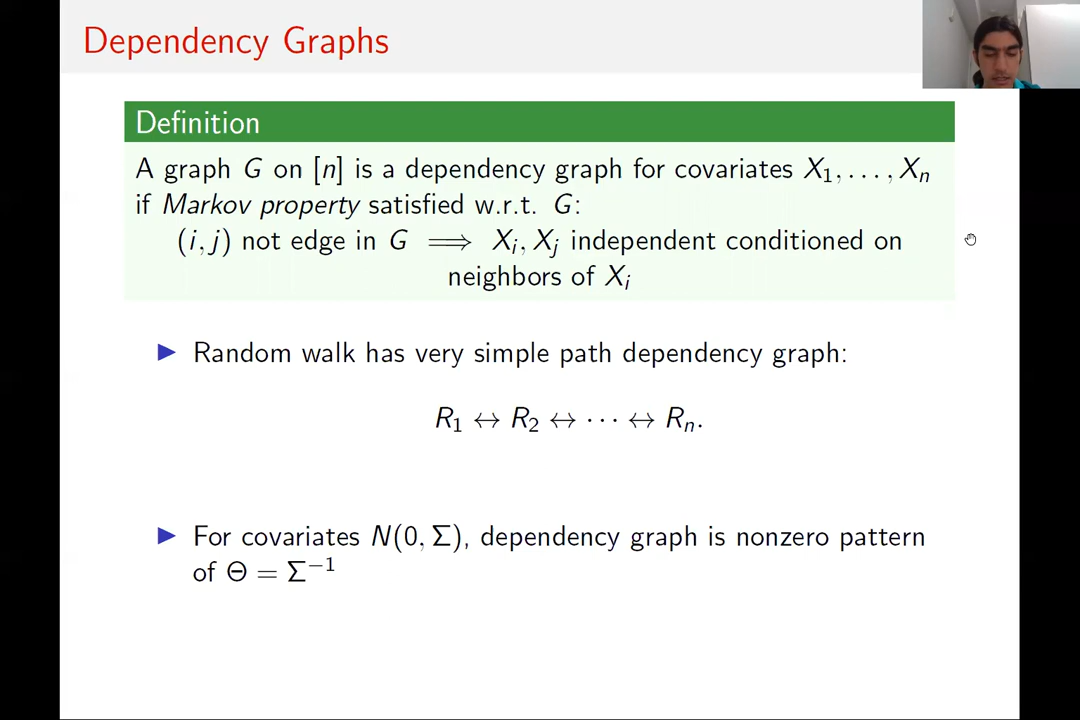 Dependency Graphs
Definition
A graph G on [n] is a dependency graph for covariates X₁, . . . , Xₙ
if Markov property satisfied w.r.t. G:
(i, j) not edge in G ⟹ Xᵢ, Xⱼ independent conditioned on
neighbors of Xᵢ
▶ Random walk has very simple path dependency graph:
R₁ ↔ R₂ ↔ · · · ↔ Rₙ.
▶ For covariates N(0, Σ), dependency graph is nonzero pattern
of Θ = Σ⁻¹